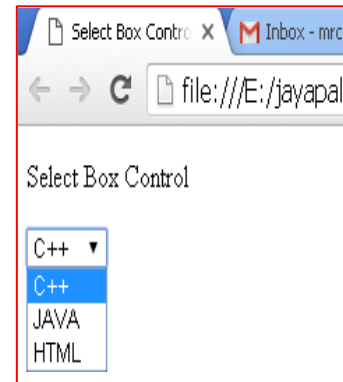 Select Box Contro Inbox - mrc
file:///E:/jayapal
Select Box Control
C++
C++
JAVA
HTML